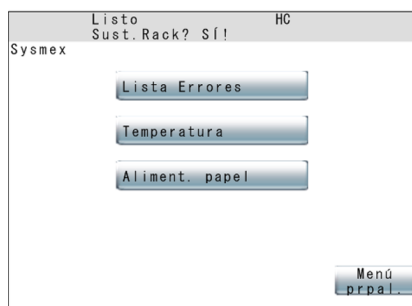 Listo HC
Sust.Rack? SÍ!
Sysmex
Lista Errores
Temperatura
Aliment. papel
Menú
prpal.